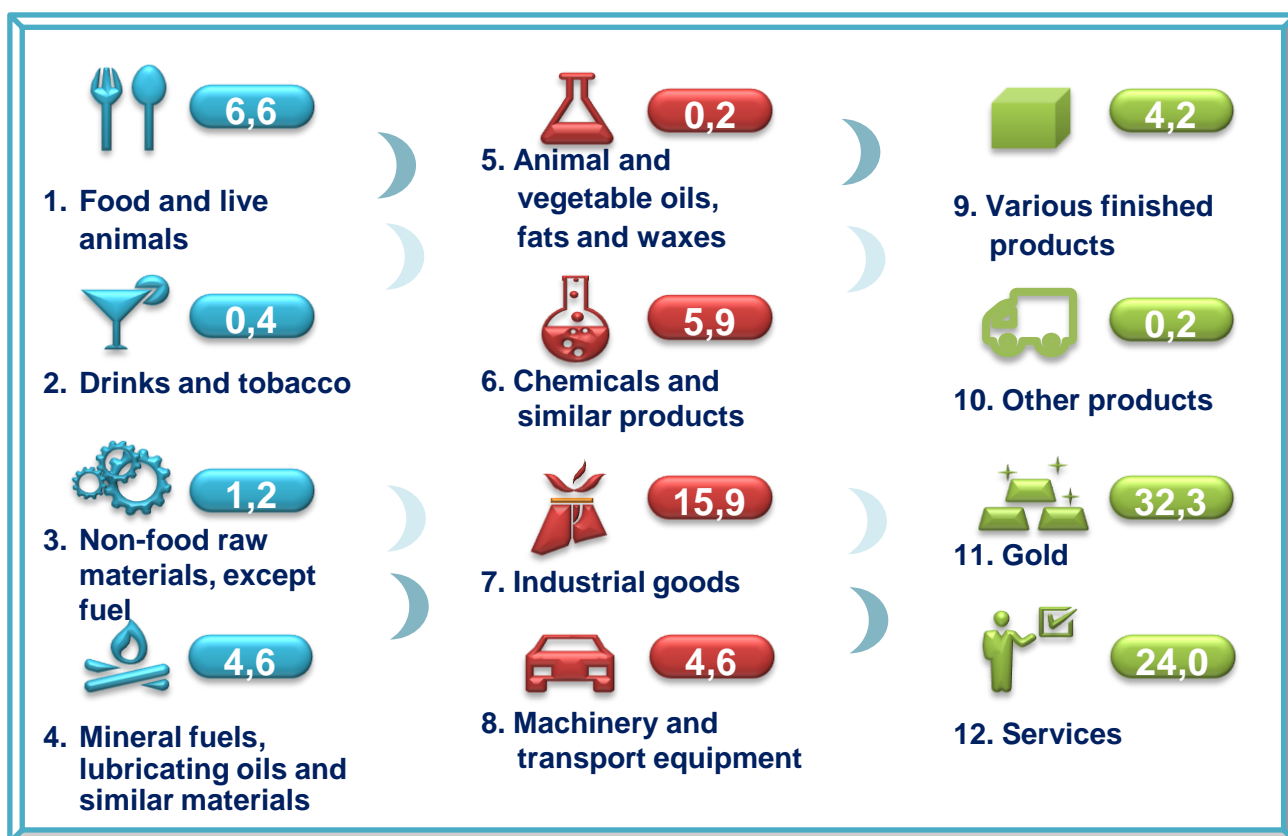 6,6
1. Food and live
animals
0,4
2. Drinks and tobacco
1,2
3. Non-food raw
materials, except
fuel
4,6
4. Mineral fuels,
lubricating oils and
similar materials
0,2
5. Animal and
vegetable oils,
fats and waxes
5,9
6. Chemicals and
similar products
15,9
7. Industrial goods
4,6
8. Machinery and
transport equipment
4,2
9. Various finished
products
0,2
10. Other products
32,3
11. Gold
24,0
12. Services